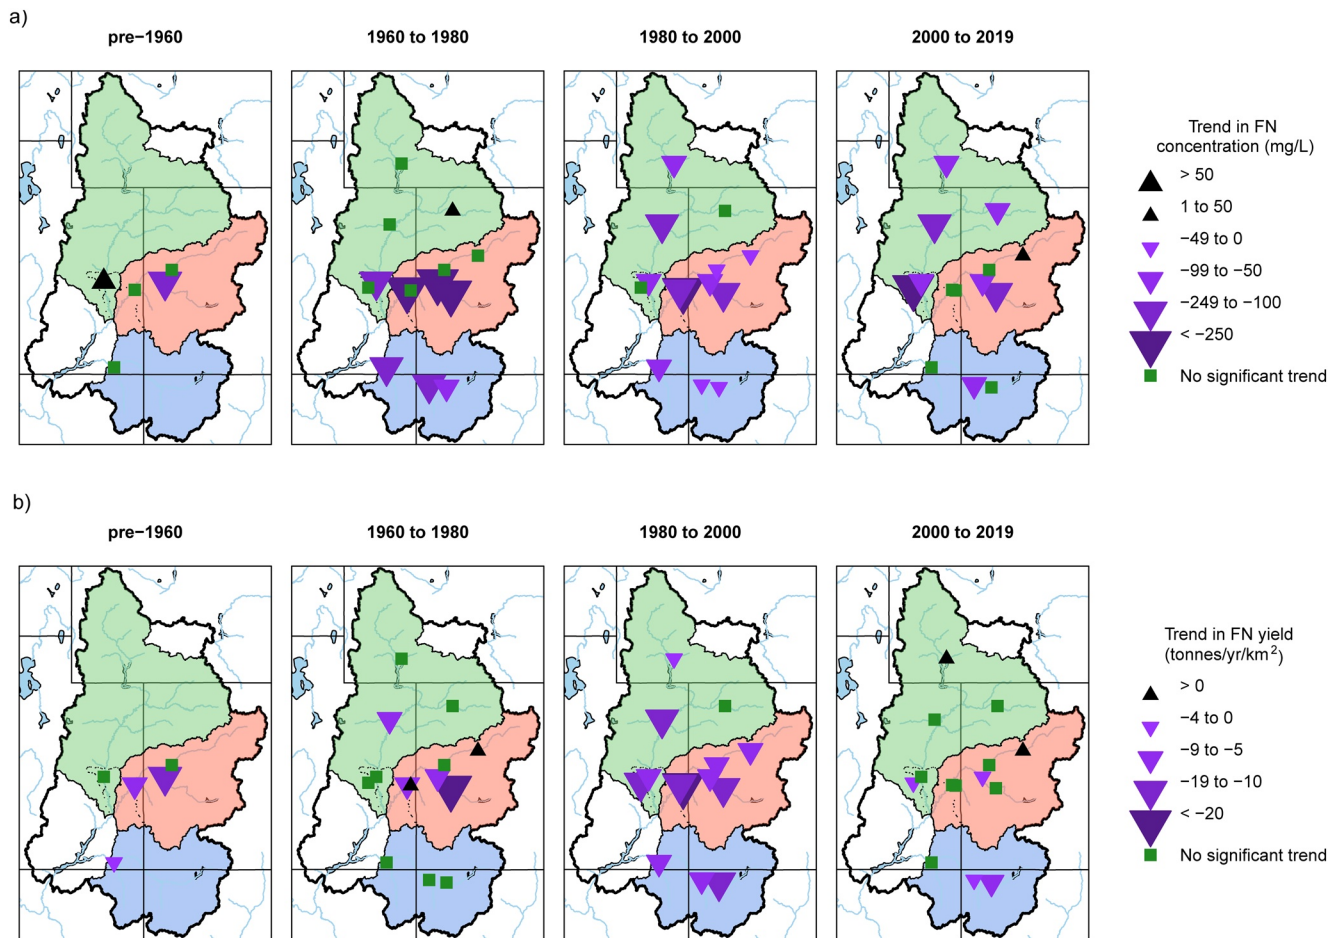 a)
pre−1960
1960 to 1980
1980 to 2000
2000 to 2019
Trend in FN
concentration (mg/L)
> 50
1 to 50
−49 to 0
−99 to −50
−249 to −100
< −250
No significant trend
b)
pre−1960
1960 to 1980
1980 to 2000
2000 to 2019
Trend in FN yield
(tonnes/yr/km²)
> 0
−4 to 0
−9 to −5
−19 to −10
< −20
No significant trend